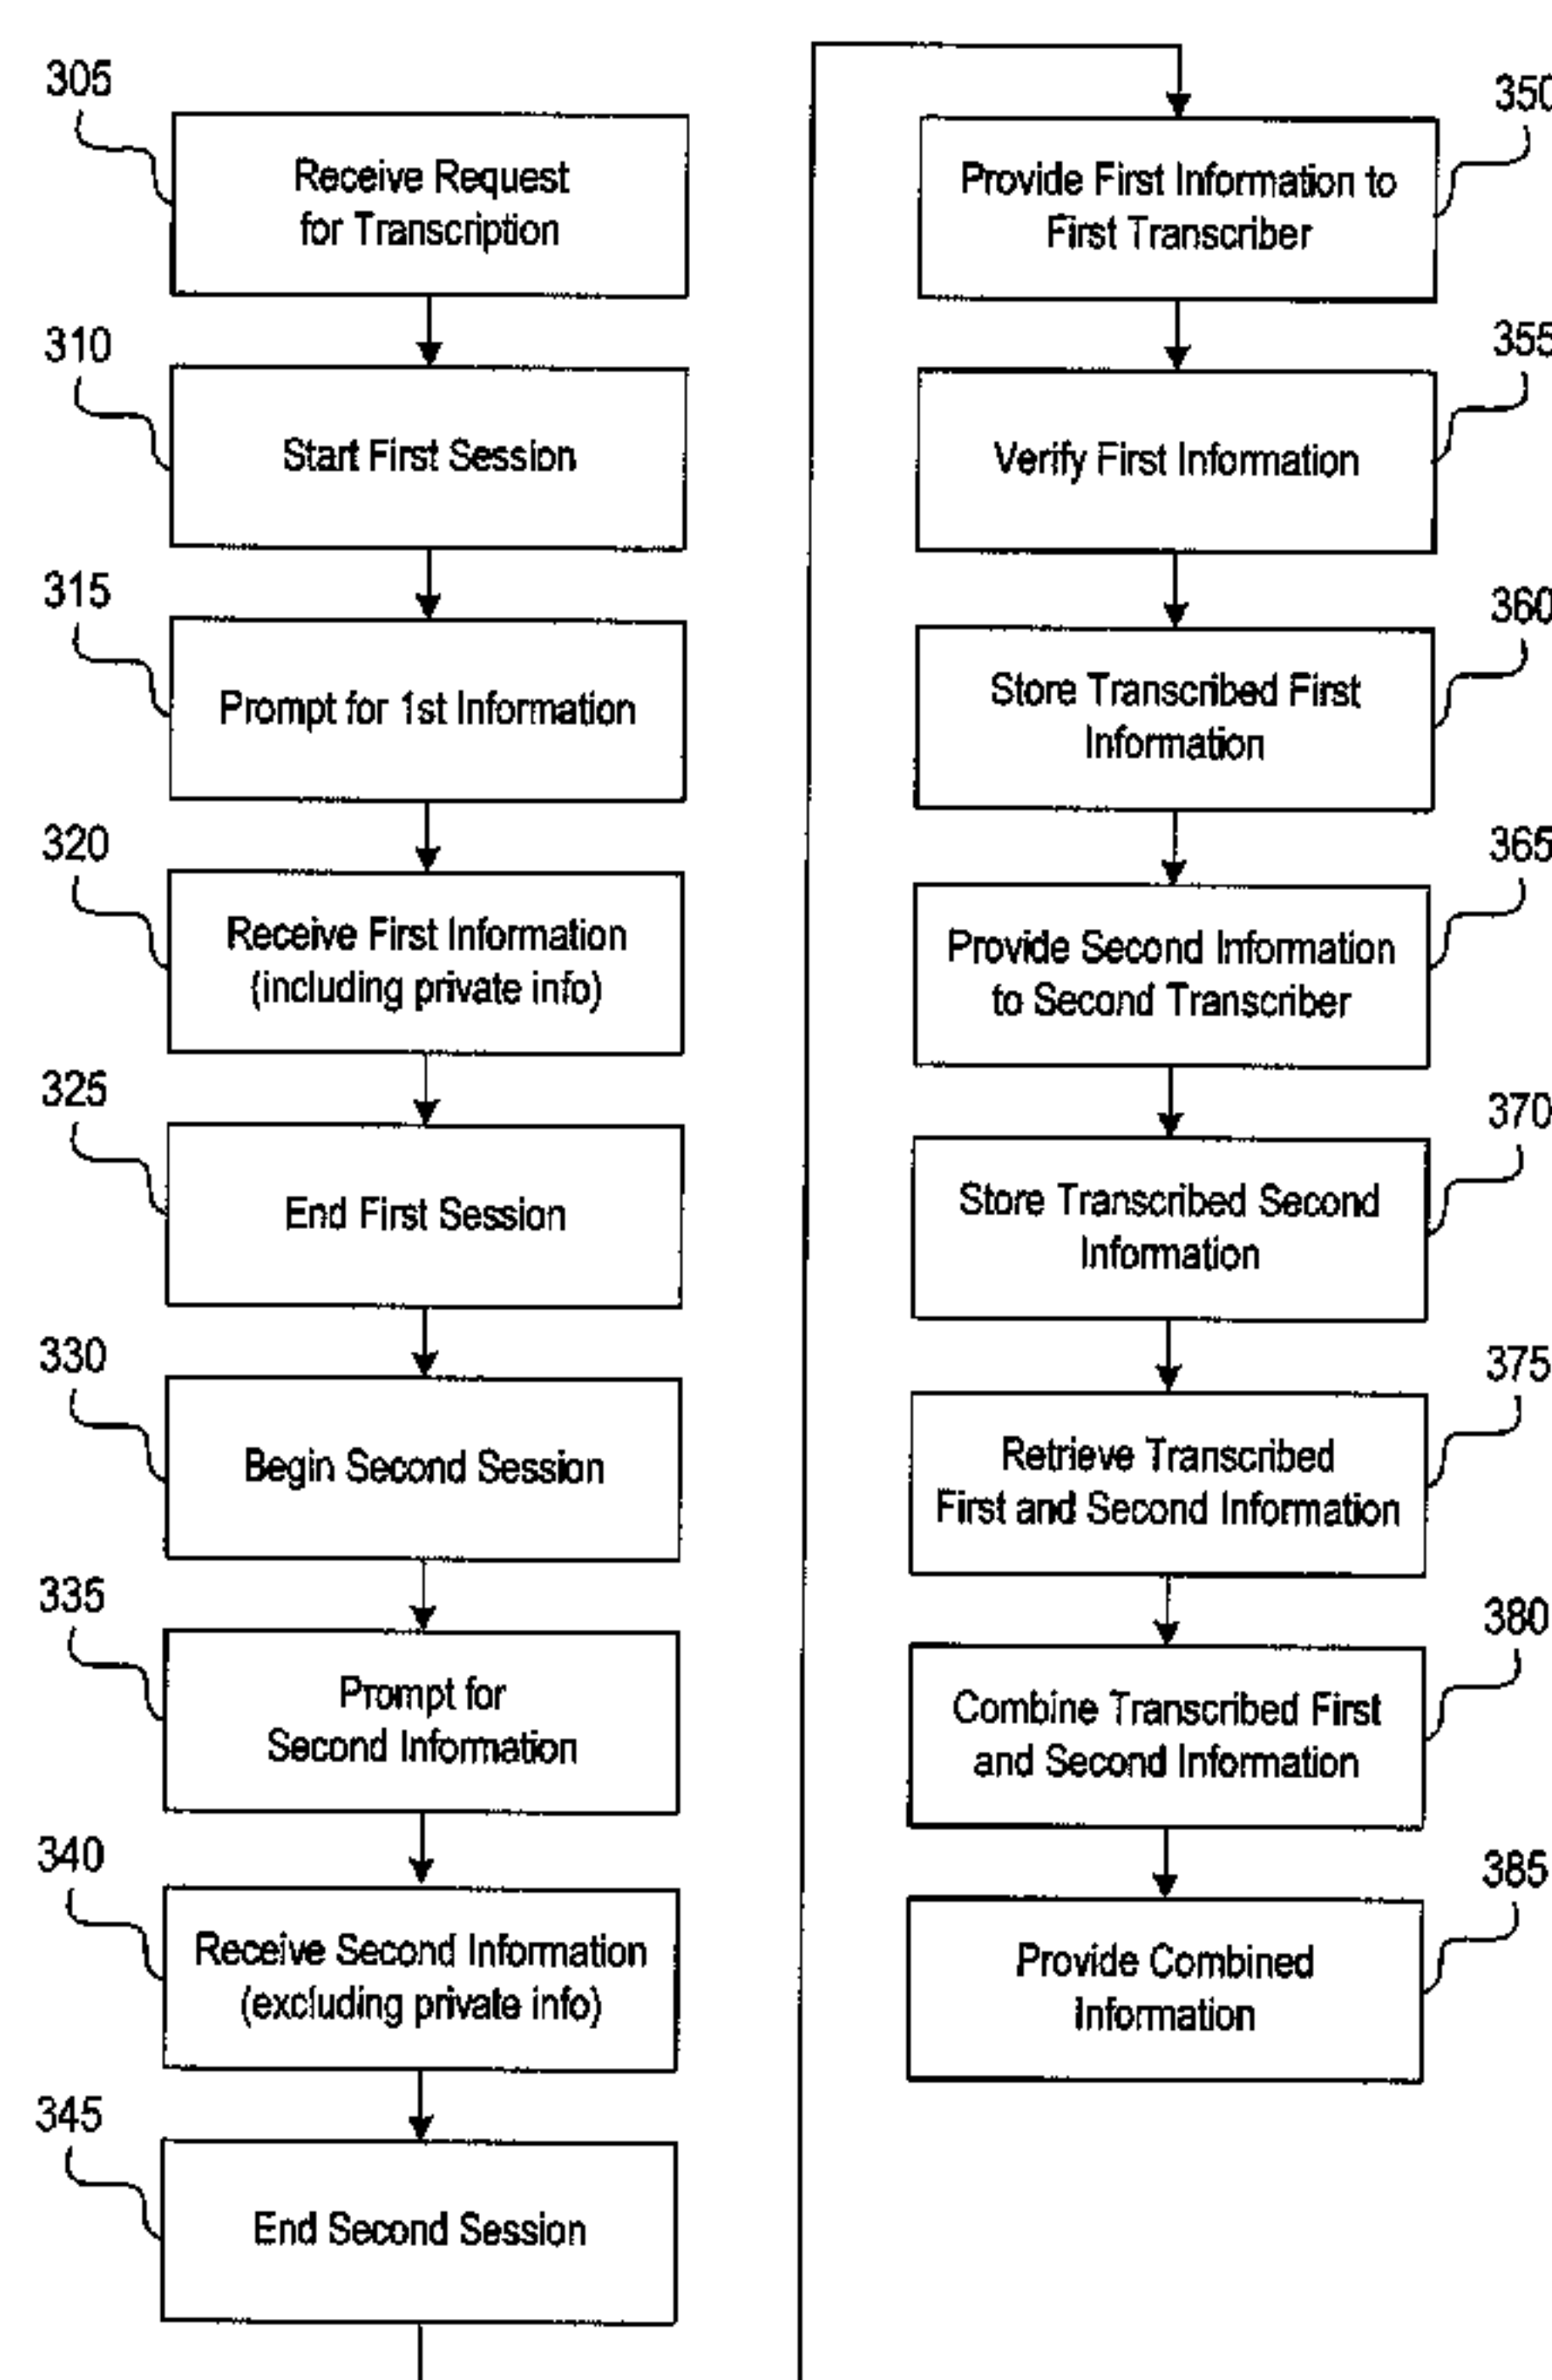 305
Receive Request
for Transcription
310
Start First Session
315
Prompt for 1st Information
320
Receive First Information
(including private info)
325
End First Session
330
Begin Second Session
335
Prompt for
Second Information
340
Receive Second Information
(excluding private info)
345
End Second Session
350
Provide First Information to
First Transcriber
355
Verify First Information
360
Store Transcribed First
Information
365
Provide Second Information
to Second Transcriber
370
Store Transcribed Second
Information
375
Retrieve Transcribed
First and Second Information
380
Combine Transcribed First
and Second Information
385
Provide Combined
Information